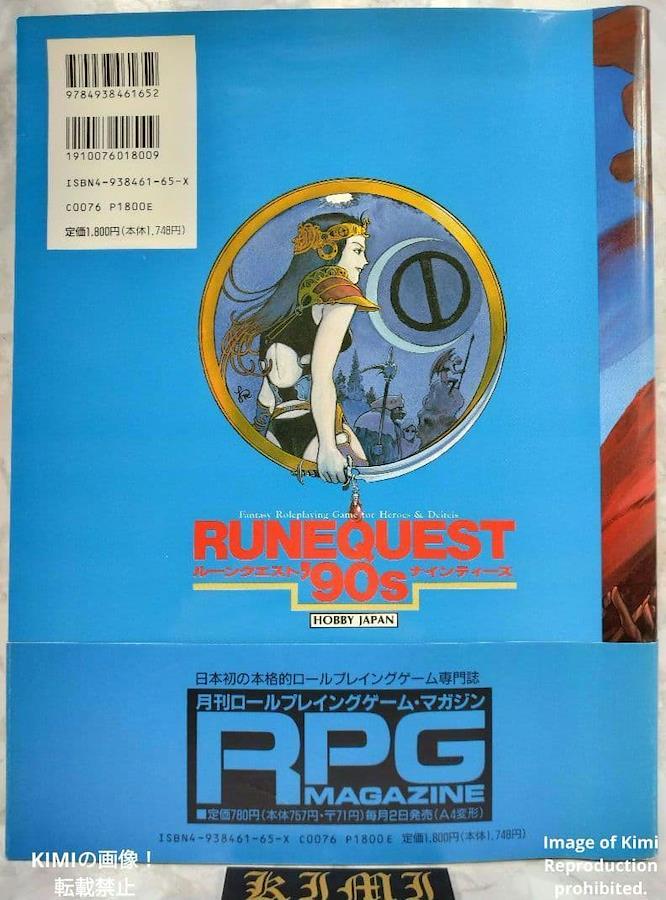 9784938461652
1910076018009
ISBN4-938461-65-X
C0076 P1800E
定価1,800円(本体1,748円)
Fantasy Roleplaying Game for Heroes & Deiteis
RUNEQUEST
ルーンクエスト'90sナインティーズ
HOBBY JAPAN
日本初の本格的ロールプレイングゲーム専門誌
月刊ロールプレイングゲーム・マガジン
RPG
MAGAZINE
■定価780円(本体757円・〒71円)毎月2日発売(A4変形)
ISBN4-938461-65-X C0076 P1800E 定価1,800円(本体1,748円)
KIMIの画像！
転載禁止
KIMI
Image of Kimi
Reproduction
prohibited.